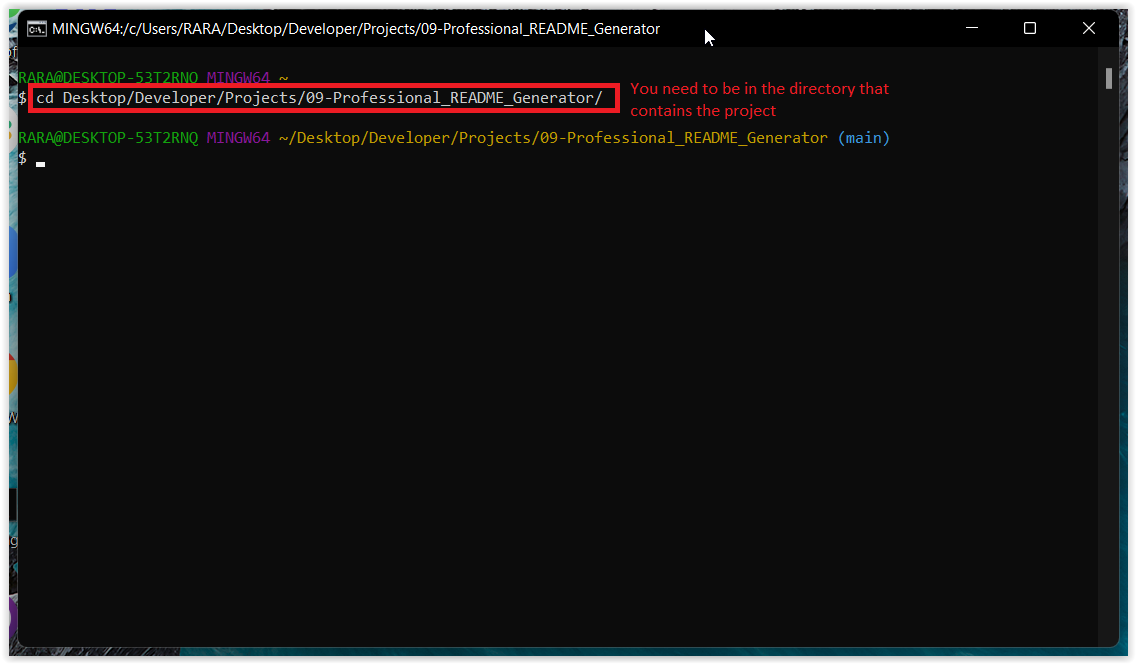 MINGW64:/c/Users/RARA/Desktop/Developer/Projects/09-Professional_README_Generator
RARA@DESKTOP-53T2RNQ MINGW64 ~
$ cd Desktop/Developer/Projects/09-Professional_README_Generator/
You need to be in the directory that
contains the project
RARA@DESKTOP-53T2RNQ MINGW64 ~/Desktop/Developer/Projects/09-Professional_README_Generator (main)
$